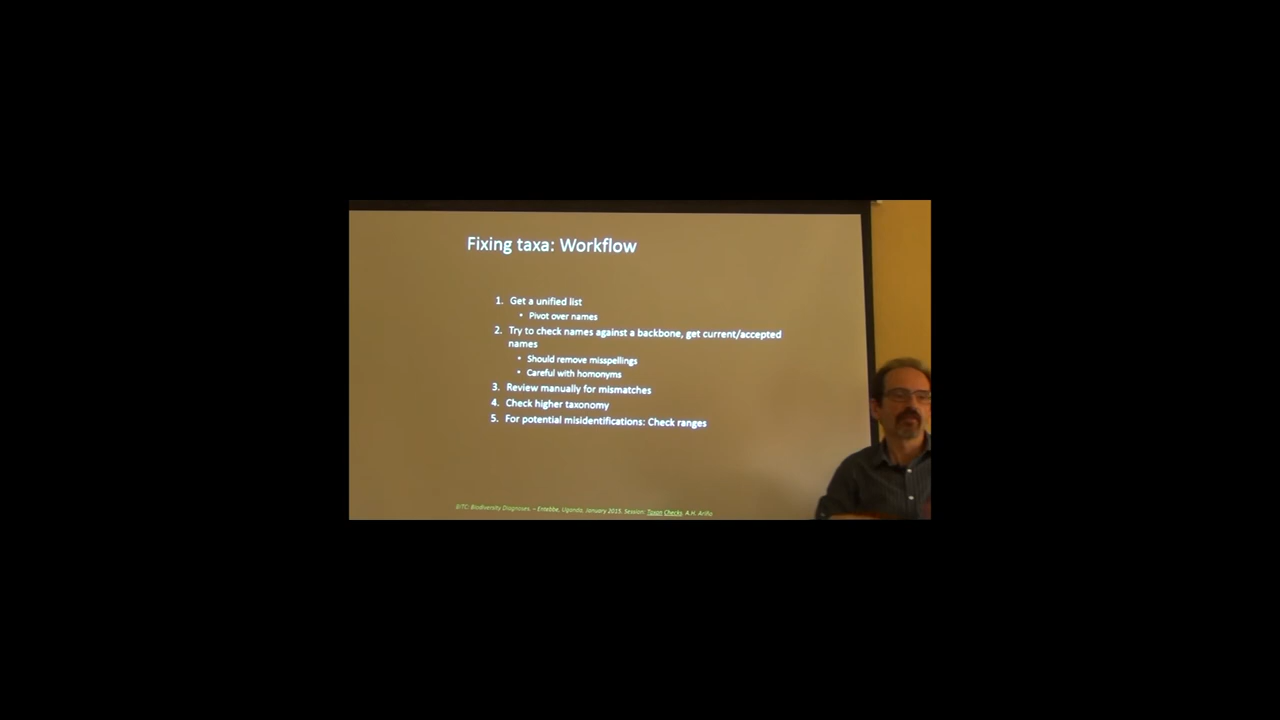 Fixing taxa: Workflow
1. Get a unified list
• Pivot over names
2. Try to check names against a backbone, get current/accepted
names
• Should remove misspellings
• Careful with homonyms
3. Review manually for mismatches
4. Check higher taxonomy
5. For potential misidentifications: Check ranges
BITC: Biodiversity Diagnoses. – Entebbe, Uganda, January 2015. Session: Taxon Checks. A.H. Ariño